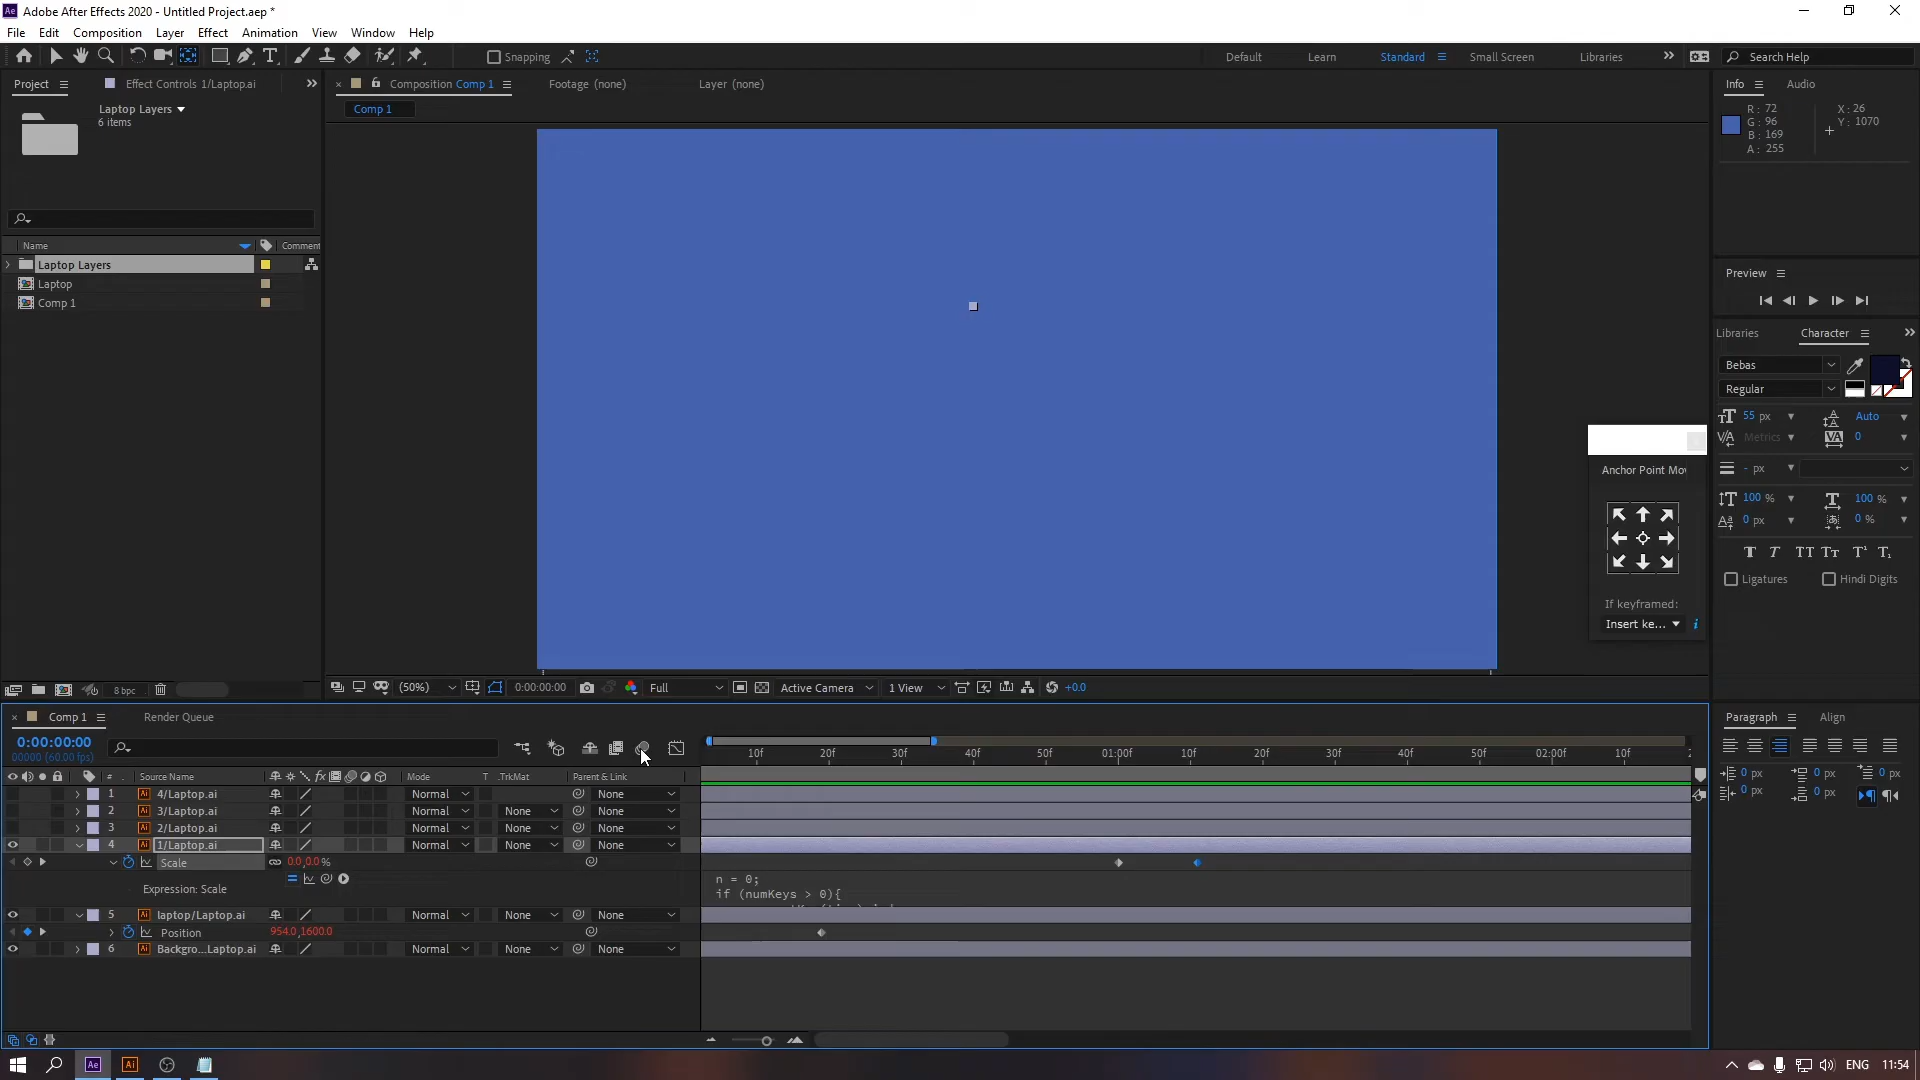 Adobe After Effects 2020 - Untitled Project.aep *
File Edit Composition Layer Effect Animation View Window Help
Snapping
Default Learn Standard Small Screen Libraries
Search Help
Project Effect Controls 1/Laptop.ai
Composition Comp 1 Footage (none) Layer (none)
Info Audio
Laptop Layers
6 items
Comp 1
R: 72
G: 96
B: 169
A: 255
X: 26
Y: 1070
Name Comment
Laptop Layers
Laptop
Comp 1
Preview
Libraries Character
Bebas
Regular
55 px Auto
Metrics 0
- px
100 % 100 %
0 px 0 %
T T TT Tt T¹ T₁
Ligatures Hindi Digits
Anchor Point Mov
If keyframed:
Insert ke...
8 bpc
(50%) 0:00:00:00 Full Active Camera 1 View +0.0
Comp 1 Render Queue
Paragraph Align
0:00:00:00
00000 (60.00 fps)
10f 20f 30f 40f 50f 01:00f 10f 20f 30f 40f 50f 02:00f 10f 2
# Source Name Mode T .TrkMat Parent & Link
1 4/Laptop.ai Normal None
2 3/Laptop.ai Normal None None
3 2/Laptop.ai Normal None None
4 1/Laptop.ai Normal None None
Scale 0.0,0.0 %
Expression: Scale
n = 0;
if (numKeys > 0){
5 laptop/Laptop.ai Normal None None
Position 954.0,1600.0
6 Backgro...Laptop.ai Normal None None
0 px 0 px 0 px
0 px 0 px
ENG 11:54